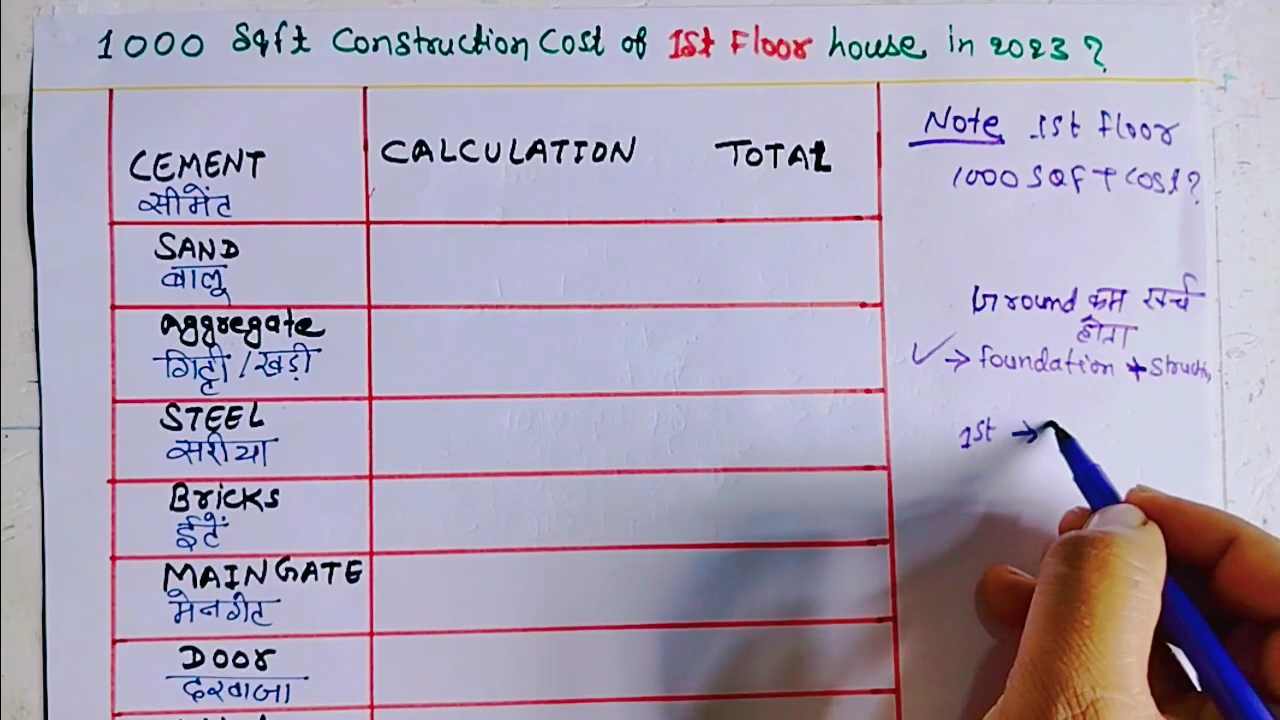 1000 Sqft Construction Cost of 1st Floor house in 2023 ?
CEMENT
सीमेंट
CALCULATION TOTAL
SAND
बालू
Aggregate
गिट्टी / खड़ी
STEEL
सरीया
Bricks
ईटें
MAINGATE
मेनगेट
Door
दरवाजा
Note 1st floor
1000 SQFT Cost ?
Ground कम खर्च
होगा
→ foundation +
1st →